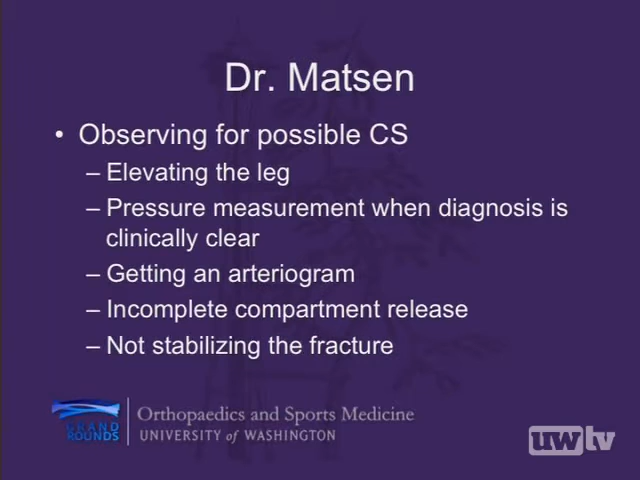 Dr. Matsen
• Observing for possible CS
– Elevating the leg
– Pressure measurement when diagnosis is
clinically clear
– Getting an arteriogram
– Incomplete compartment release
– Not stabilizing the fracture
GRAND
ROUNDS
Orthopaedics and Sports Medicine
UNIVERSITY of WASHINGTON
uwtv